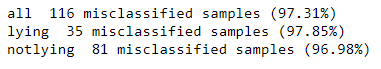 all  116 misclassified samples (97.31%)
lying  35 misclassified samples (97.85%)
notlying  81 misclassified samples (96.98%)